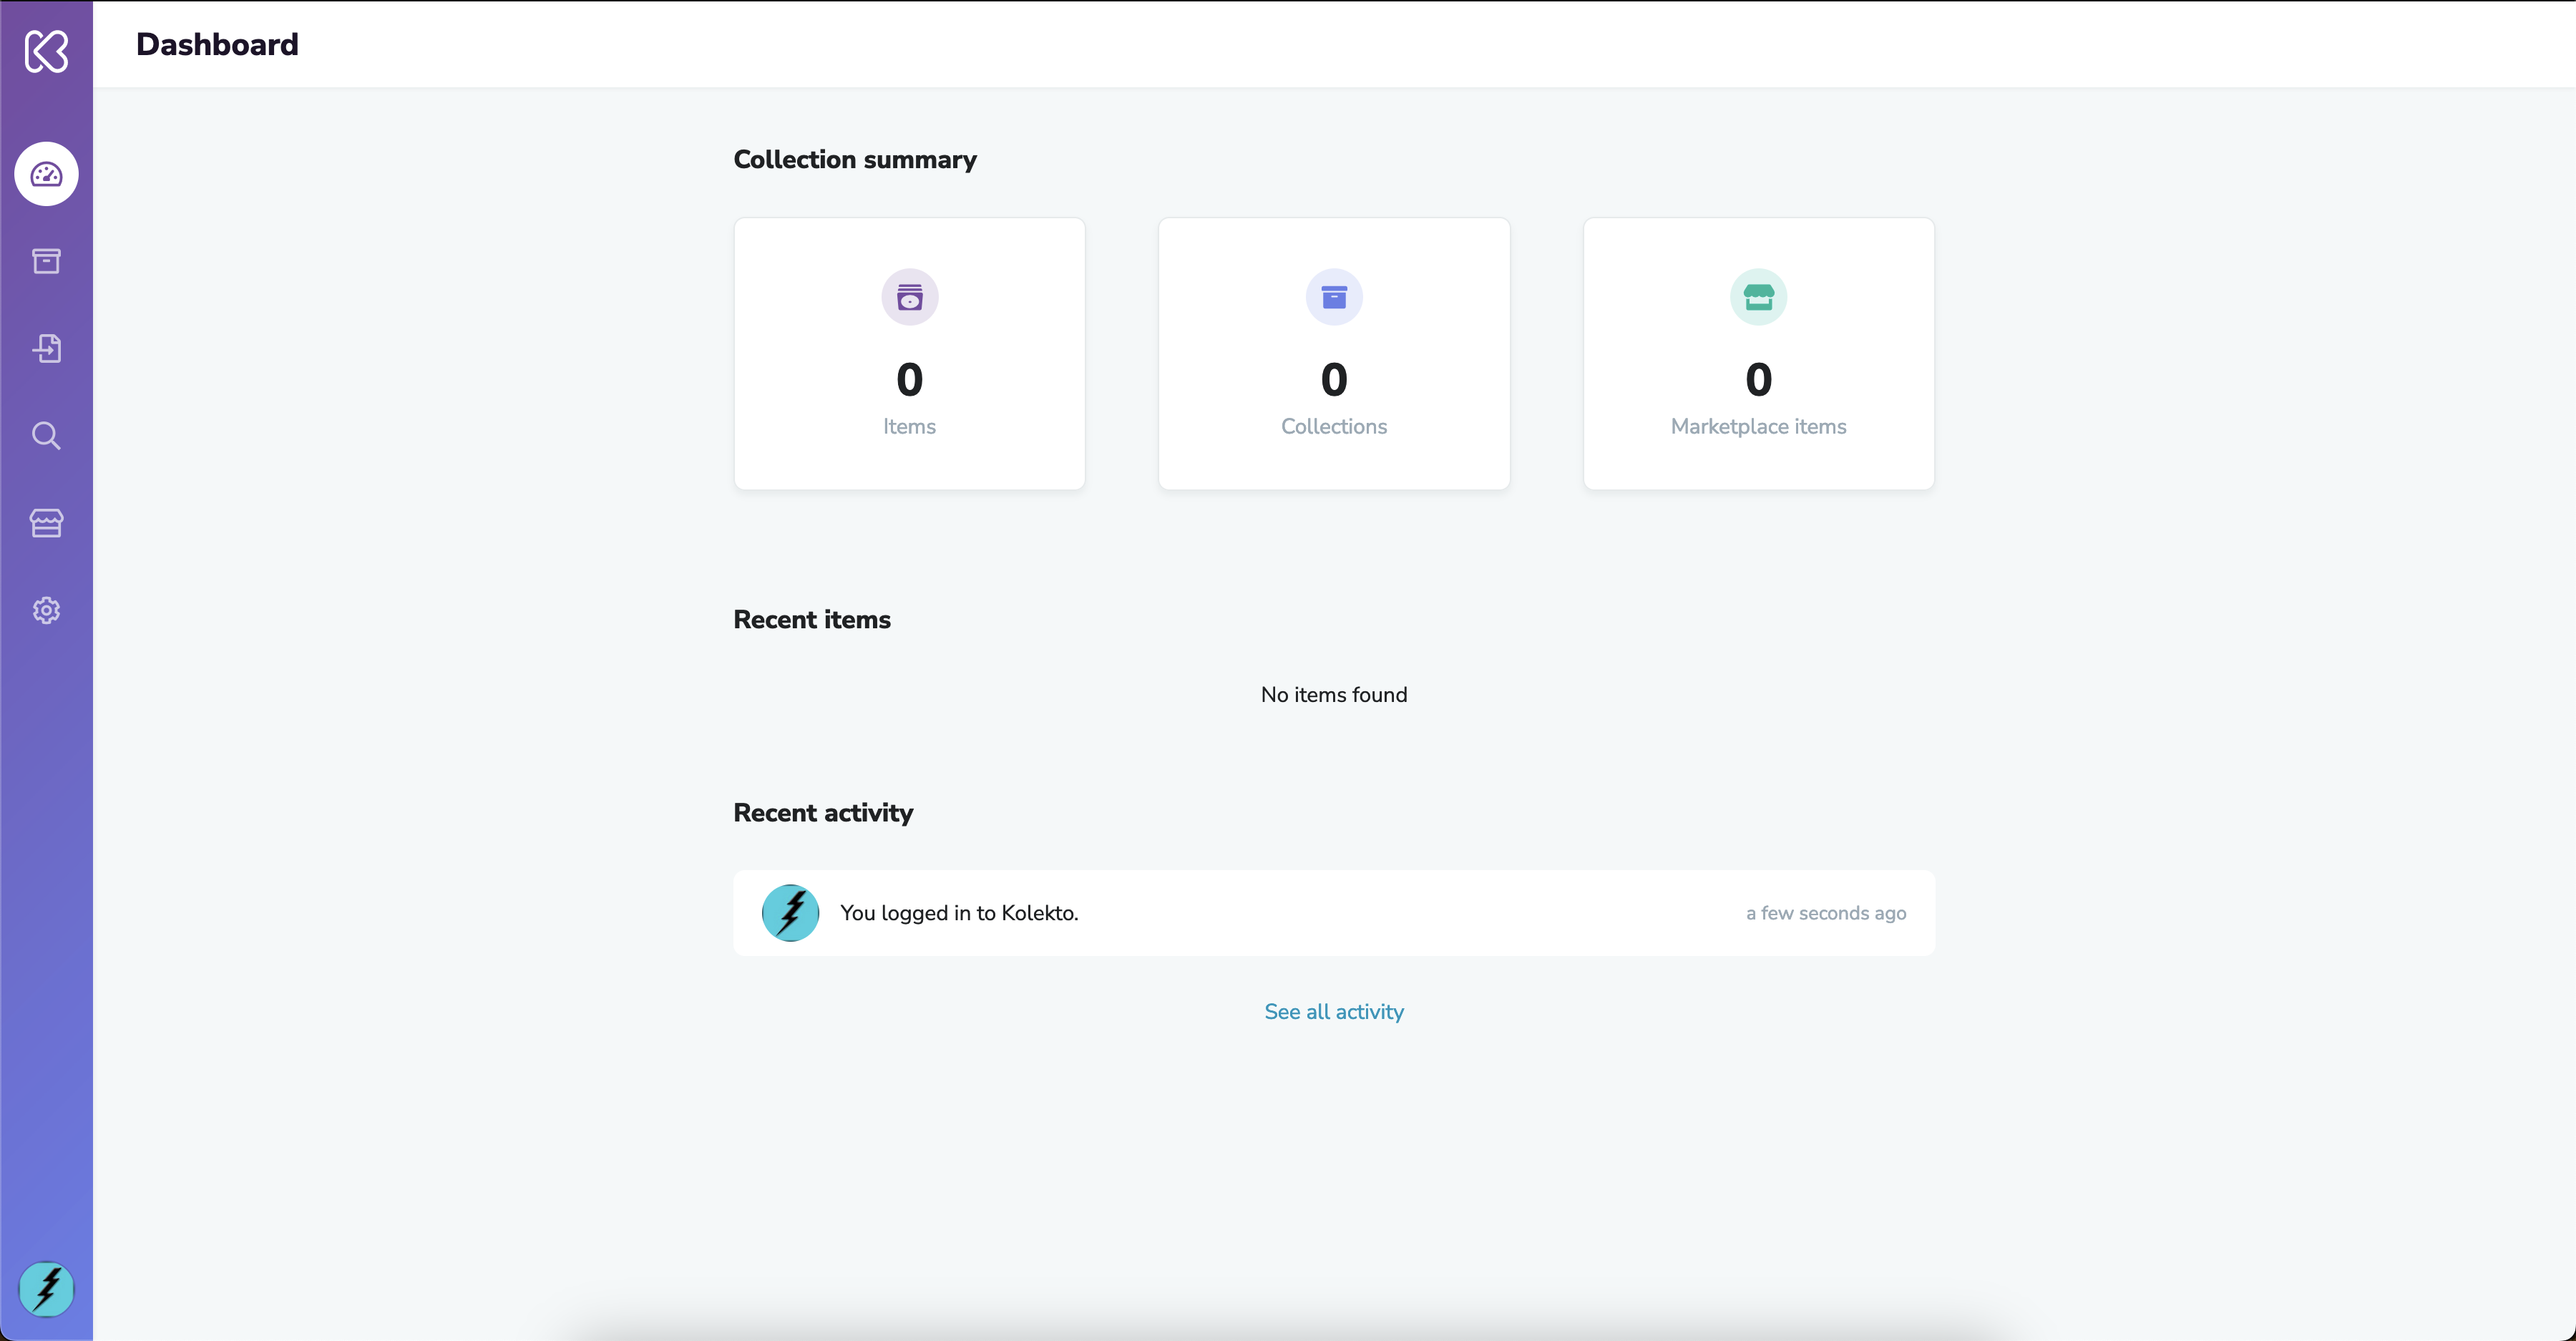 Dashboard
Collection summary
0
Items
0
Collections
0
Marketplace items
Recent items
No items found
Recent activity
You logged in to Kolekto.
a few seconds ago
See all activity